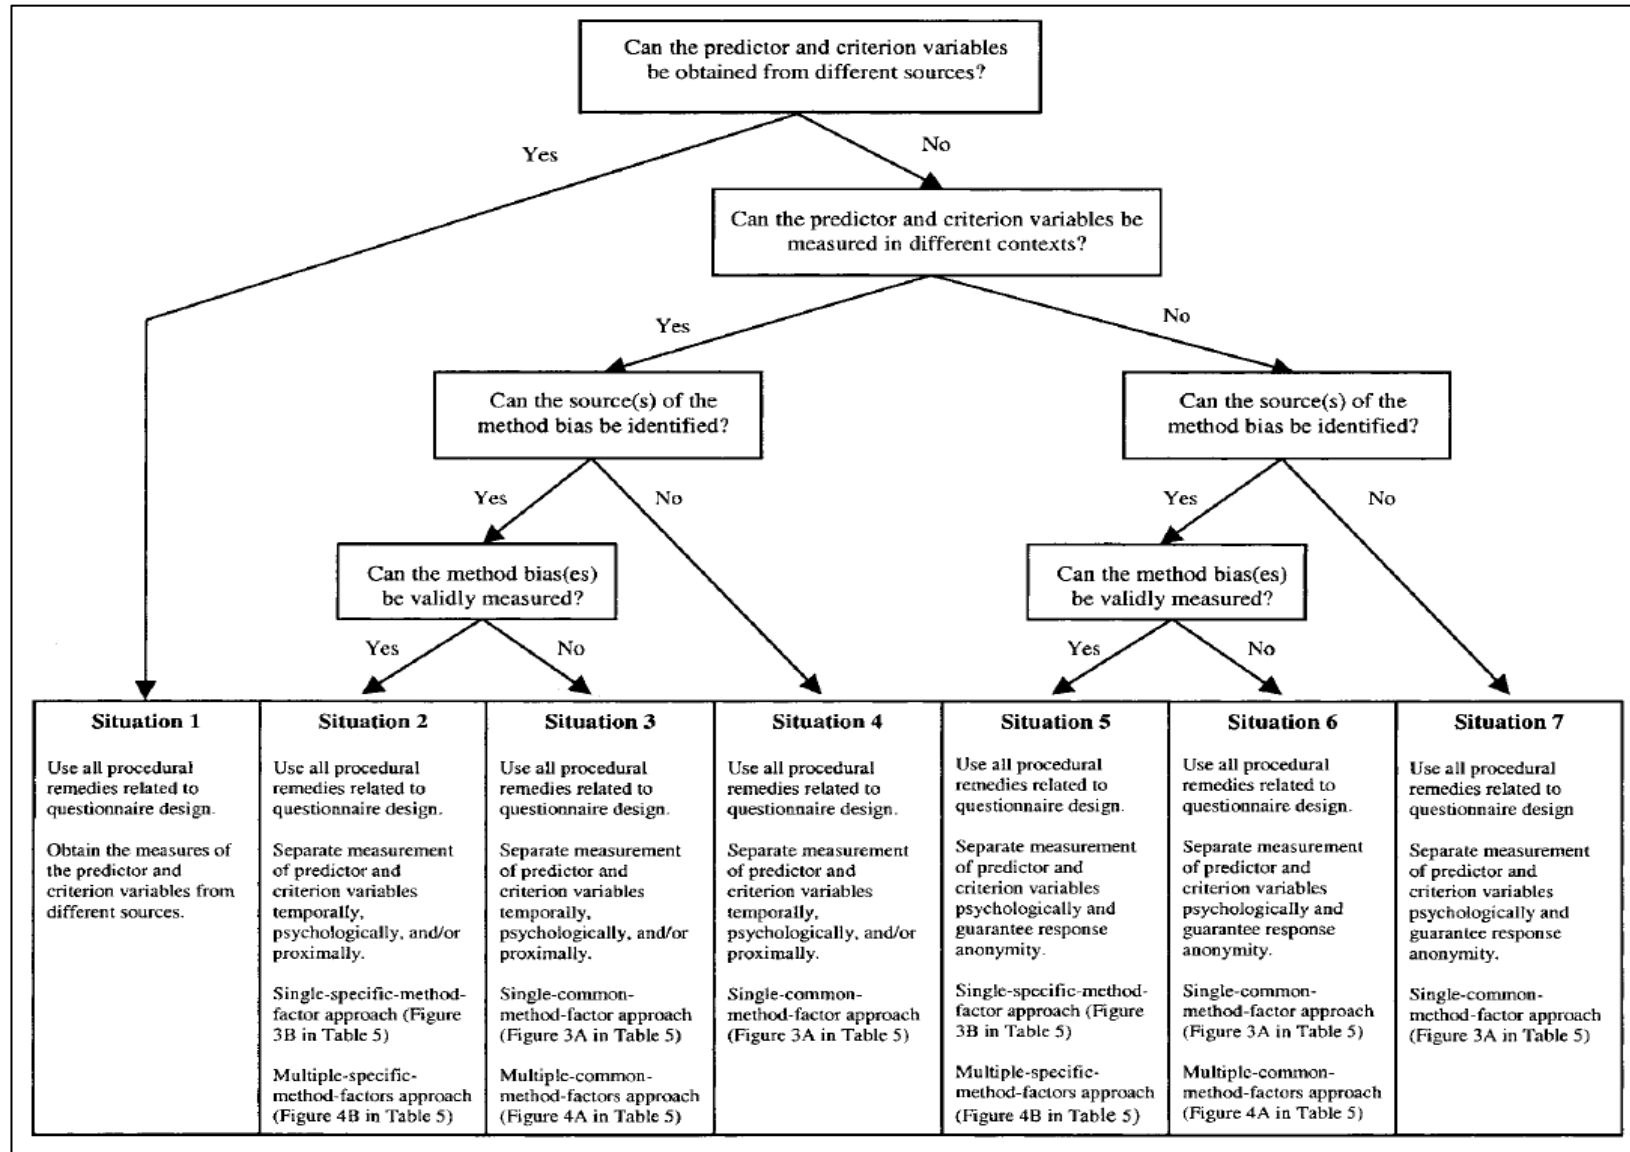 Can the predictor and criterion variables
be obtained from different sources?
Yes
No
Can the predictor and criterion variables be
measured in different contexts?
Yes
No
Can the source(s) of the
method bias be identified?
Can the source(s) of the
method bias be identified?
Yes
No
Yes
No
Can the method bias(es)
be validly measured?
Can the method bias(es)
be validly measured?
Yes
No
Yes
No
Situation 1
Use all procedural
remedies related to
questionnaire design.
Obtain the measures of
the predictor and
criterion variables from
different sources.
Situation 2
Use all procedural
remedies related to
questionnaire design.
Separate measurement
of predictor and
criterion variables
temporally,
psychologically, and/or
proximally.
Single-specific-method-
factor approach (Figure
3B in Table 5)
Multiple-specific-
method-factors approach
(Figure 4B in Table 5)
Situation 3
Use all procedural
remedies related to
questionnaire design.
Separate measurement
of predictor and
criterion variables
temporally,
psychologically, and/or
proximally.
Single-common-
method-factor approach
(Figure 3A in Table 5)
Multiple-common-
method-factors approach
(Figure 4A in Table 5)
Situation 4
Use all procedural
remedies related to
questionnaire design.
Separate measurement
of predictor and
criterion variables
temporally,
psychologically, and/or
proximally.
Single-common-
method-factor approach
(Figure 3A in Table 5)
Situation 5
Use all procedural
remedies related to
questionnaire design.
Separate measurement
of predictor and
criterion variables
psychologically and
guarantee response
anonymity.
Single-specific-method-
factor approach (Figure
3B in Table 5)
Multiple-specific-
method-factors approach
(Figure 4B in Table 5)
Situation 6
Use all procedural
remedies related to
questionnaire design.
Separate measurement
of predictor and
criterion variables
psychologically and
guarantee response
anonymity.
Single-common-
method-factor approach
(Figure 3A in Table 5)
Multiple-common-
method-factors approach
(Figure 4A in Table 5)
Situation 7
Use all procedural
remedies related to
questionnaire design
Separate measurement
of predictor and
criterion variables
psychologically and
guarantee response
anonymity.
Single-common-
method-factor approach
(Figure 3A in Table 5)